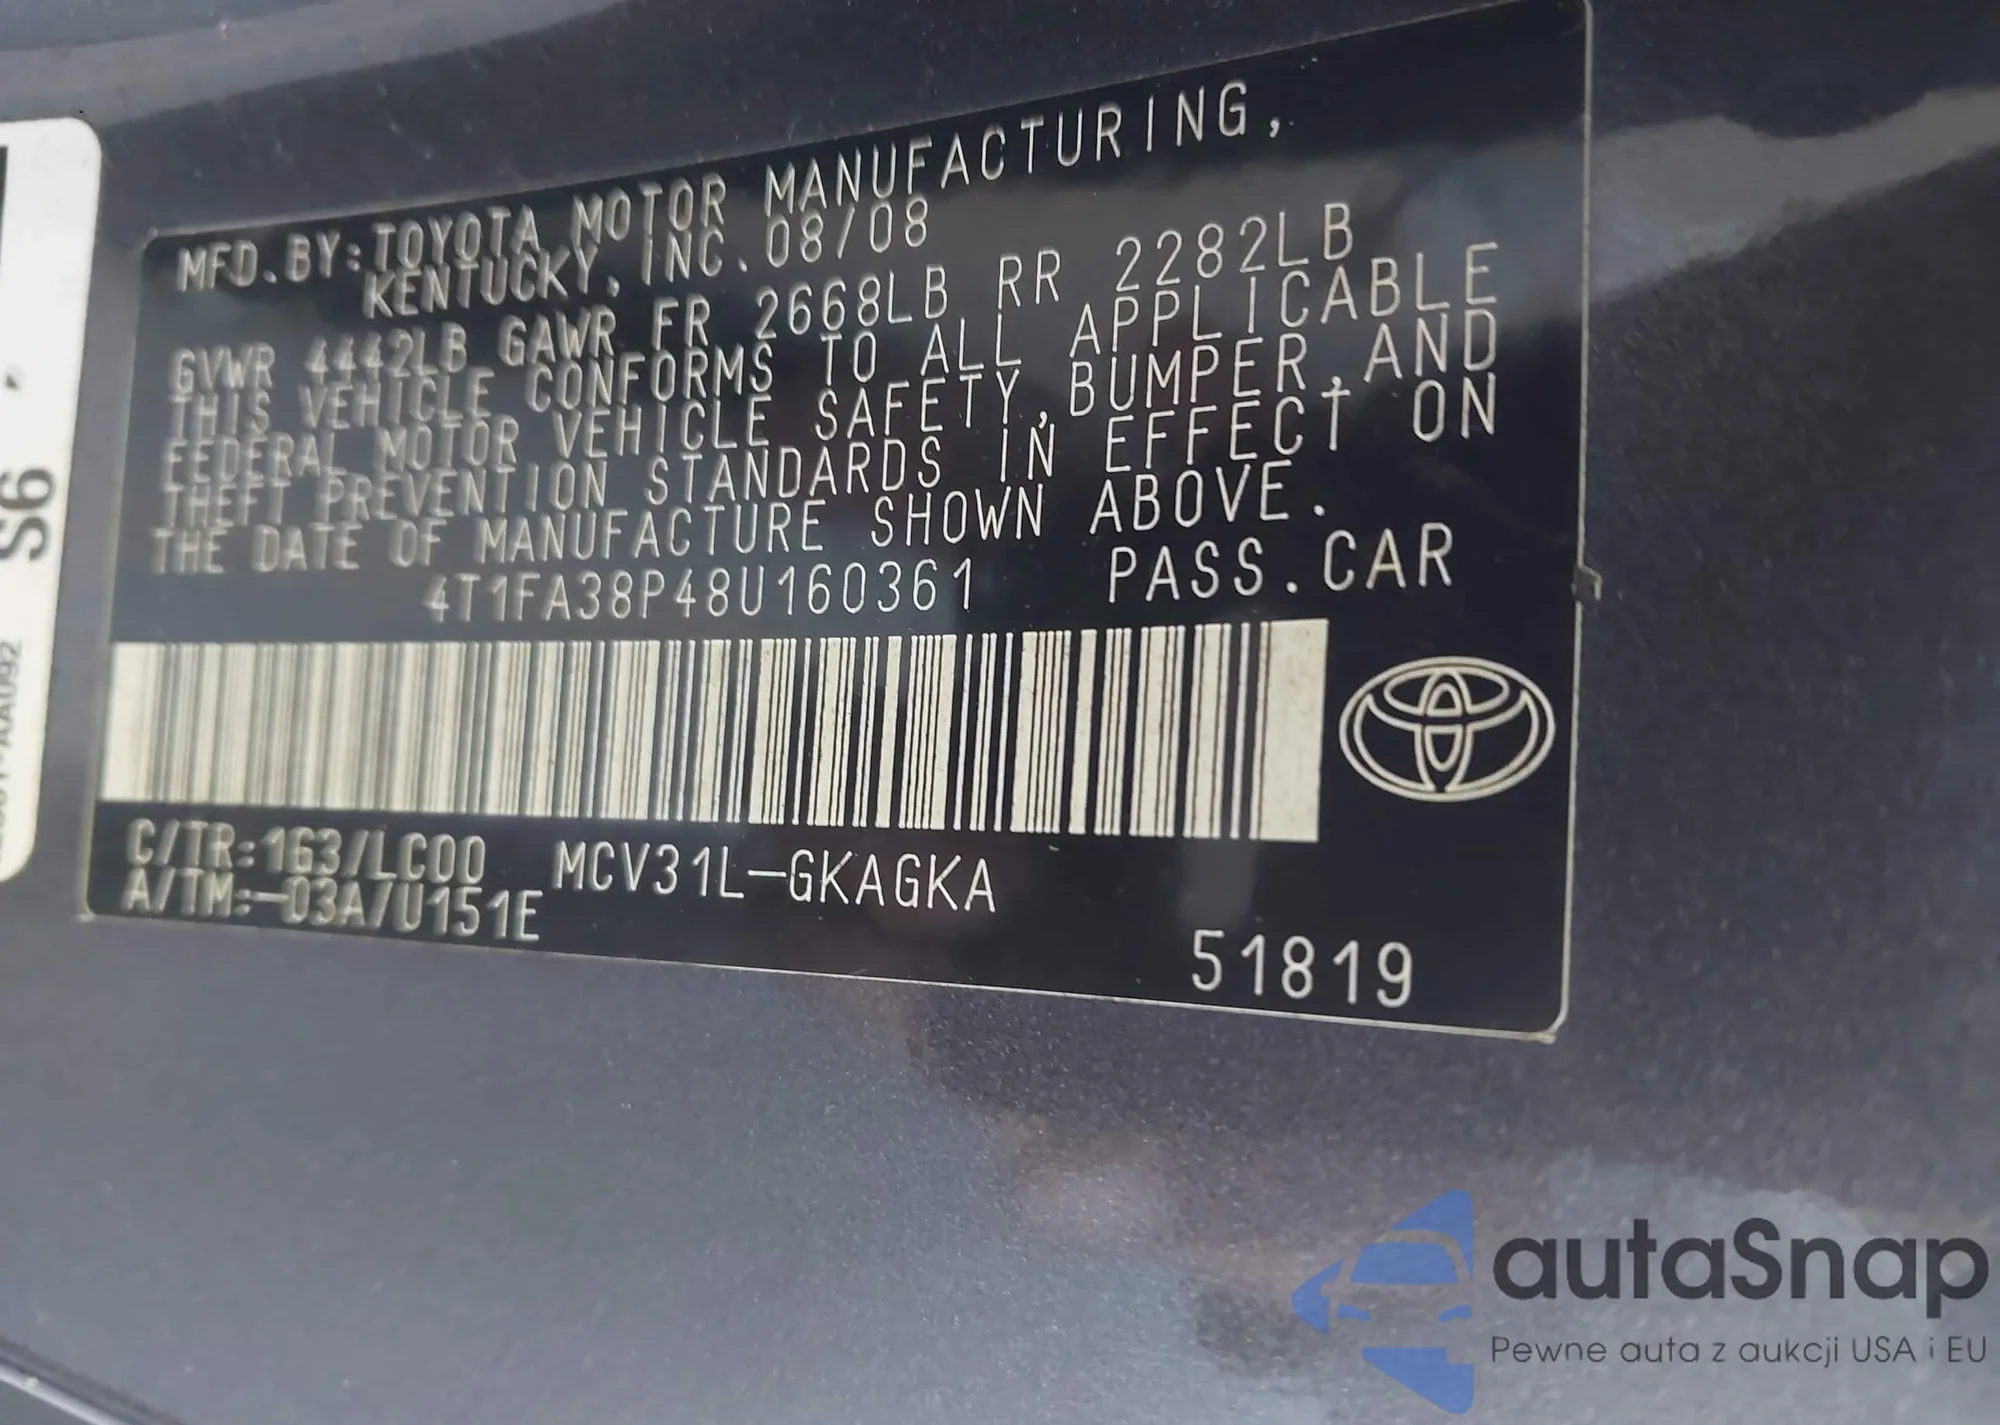 MFD.BY:TOYOTA MOTOR MANUFACTURING,
KENTUCKY, INC. 08/08
GVWR 4442LB GAWR FR 2668LB RR 2282LB
THIS VEHICLE CONFORMS TO ALL APPLICABLE
FEDERAL MOTOR VEHICLE SAFETY, BUMPER, AND
THEFT PREVENTION STANDARDS IN EFFECT ON
THE DATE OF MANUFACTURE SHOWN ABOVE.
4T1FA38P48U160361 PASS.CAR
C/TR:163/LC00 MCV31L-GKAGKA
A/TM:-03A/U151E
51819
S6
autaSnap
Pewne auta z aukcji USA i EU